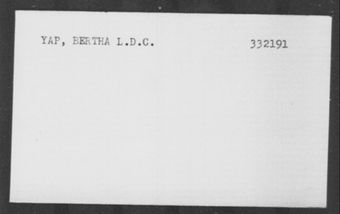 YAP, BERTHA L.D.C. 332191